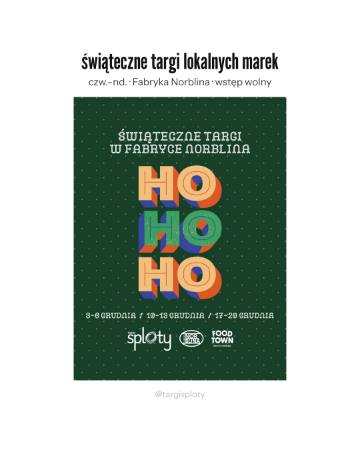 świąteczne targi lokalnych marek
czw.-nd. · Fabryka Norblina · wstęp wolny
ŚWIĄTECZNE TARGI
W FABRYCE NORBLINA
HO
HO
HO
3-6 GRUDNIA / 10-13 GRUDNIA / 17-20 GRUDNIA
sploty
FOOD
TOWN
@targisploty